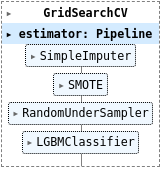 ▸ GridSearchCV
▸ estimator: Pipeline
▸ SimpleImputer
▸ SMOTE
▸ RandomUnderSampler
▸ LGBMClassifier